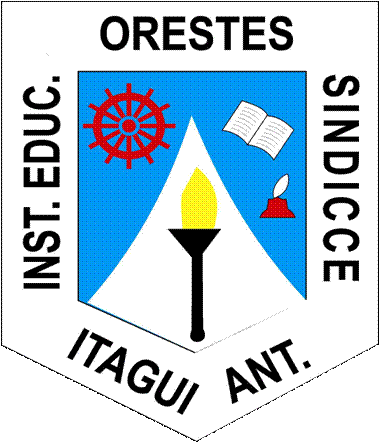 INST. EDUC.
ORESTES
SINDICCE
ITAGUI ANT.